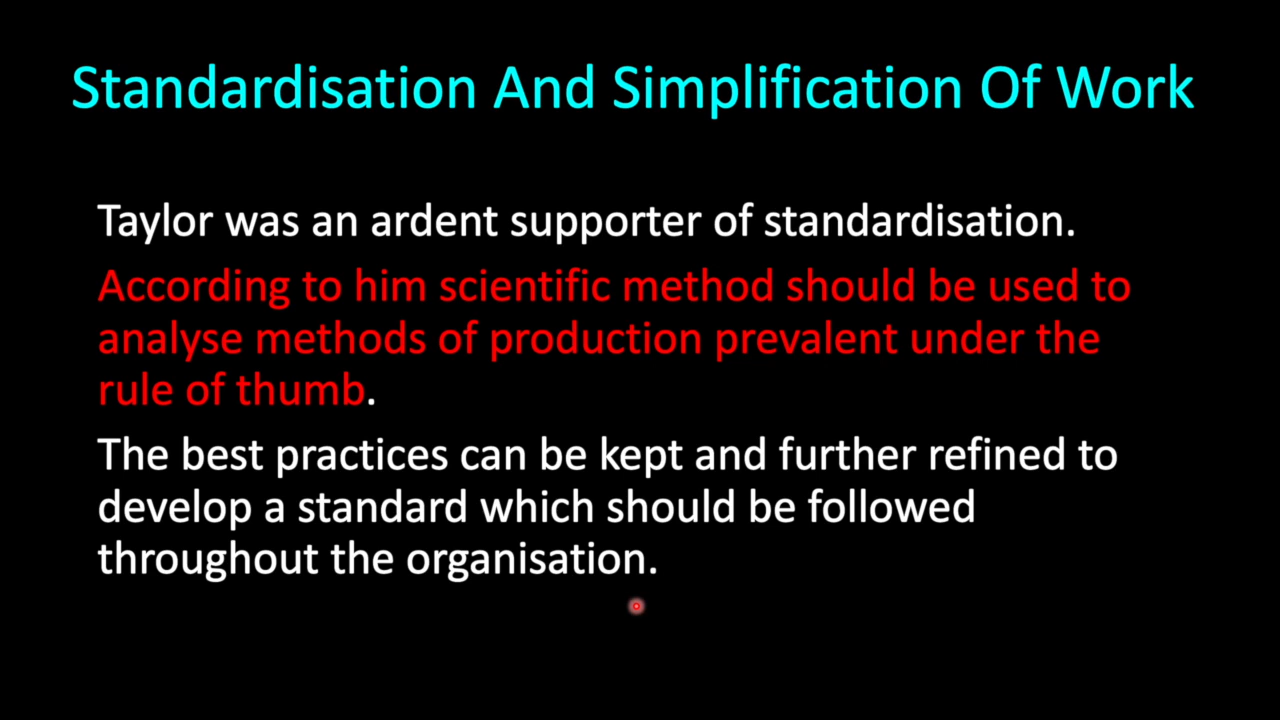 Standardisation And Simplification Of Work
Taylor was an ardent supporter of standardisation.
According to him scientific method should be used to
analyse methods of production prevalent under the
rule of thumb.
The best practices can be kept and further refined to
develop a standard which should be followed
throughout the organisation.